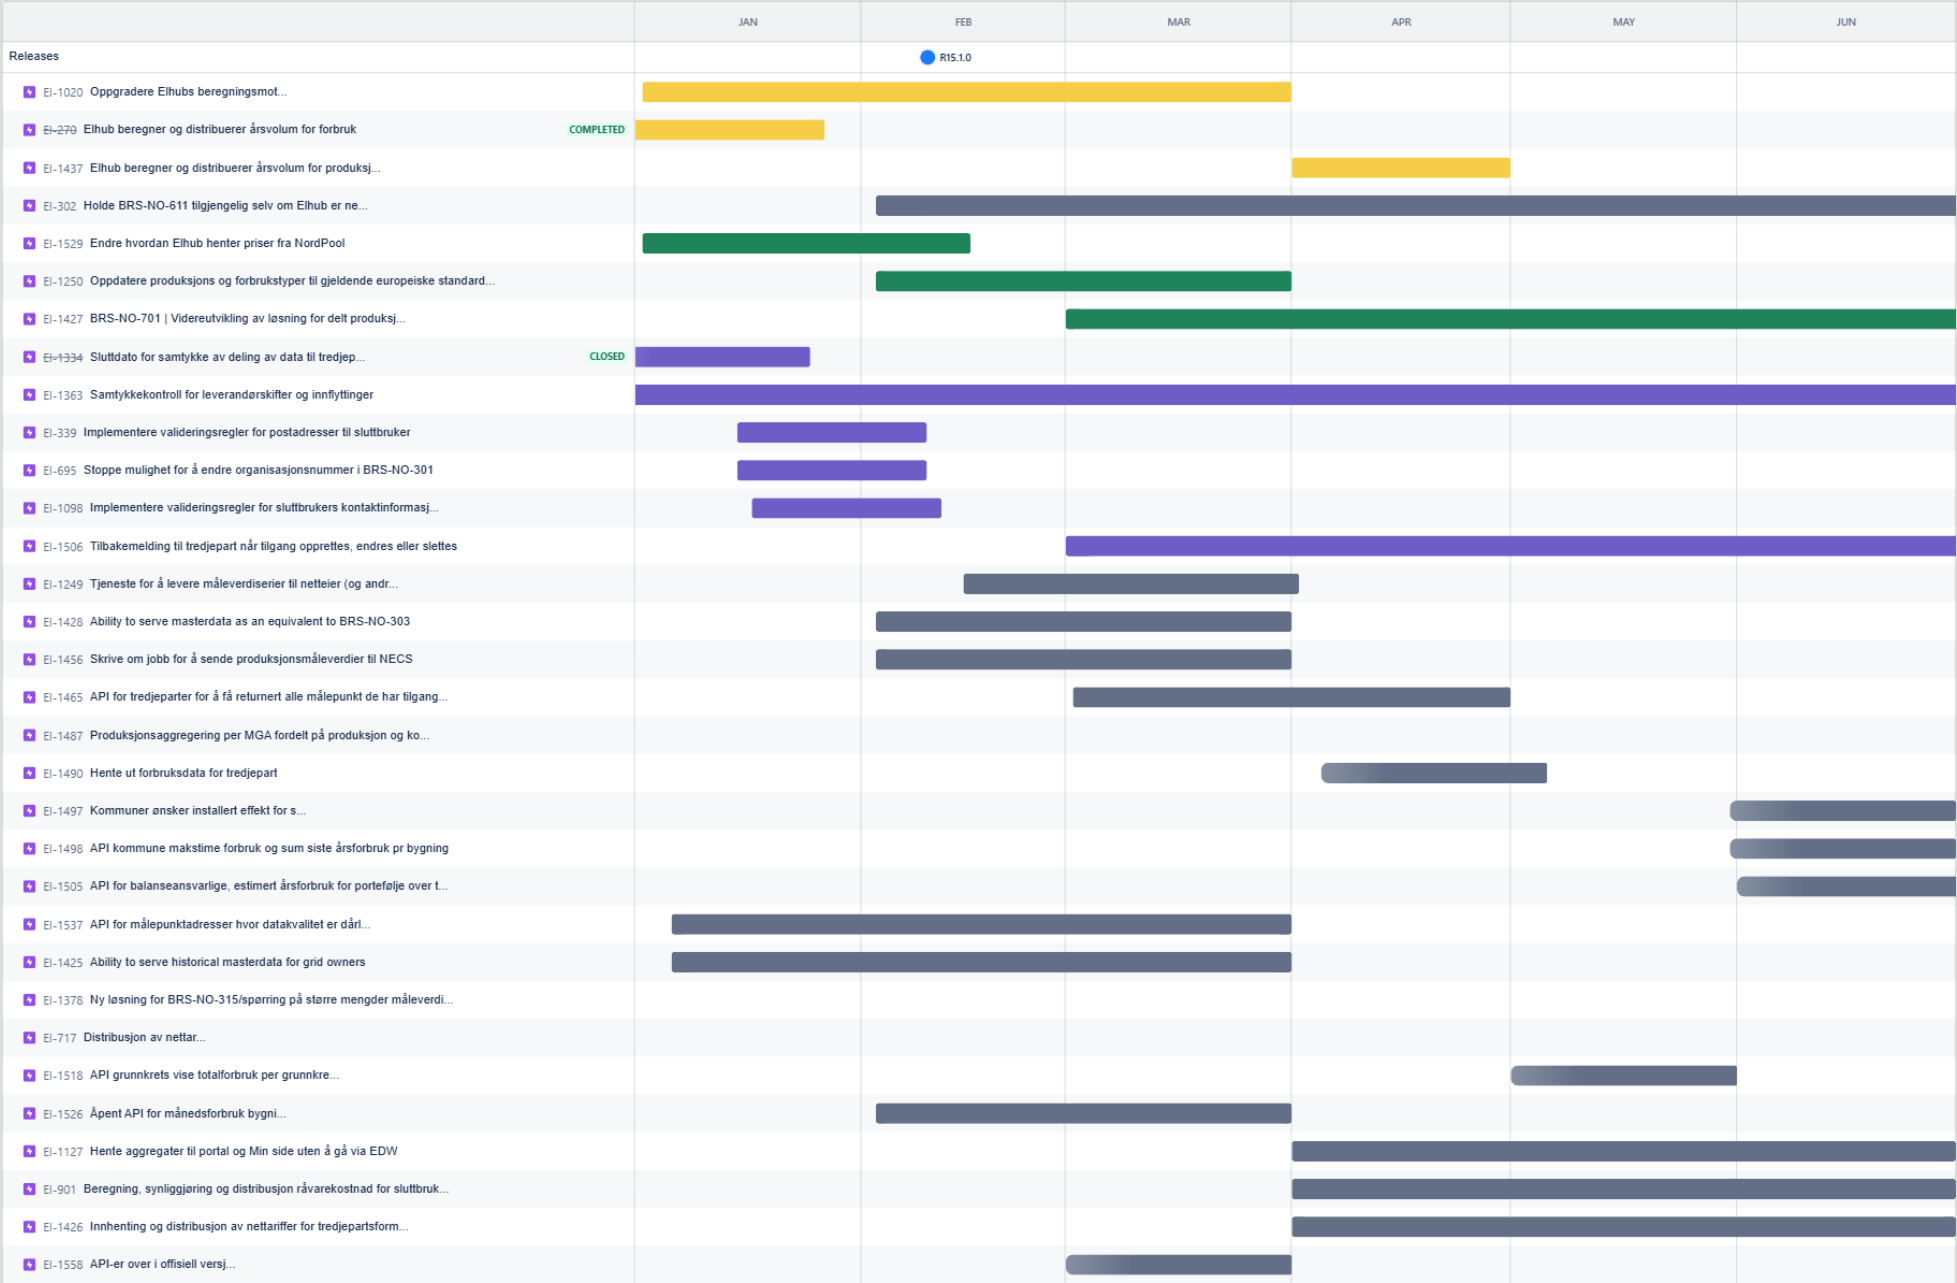 JAN FEB MAR APR MAY JUN
Releases R15.1.0
EI-1020 Oppgradere Elhubs beregningsmot...
EI-270 Elhub beregner og distribuerer årsvolum for forbruk COMPLETED
EI-1437 Elhub beregner og distribuerer årsvolum for produksj...
EI-302 Holde BRS-NO-611 tilgjengelig selv om Elhub er ne...
EI-1529 Endre hvordan Elhub henter priser fra NordPool
EI-1250 Oppdatere produksjons og forbrukstyper til gjeldende europeiske standard...
EI-1427 BRS-NO-701 | Videreutvikling av løsning for delt produksj...
EI-1334 Sluttdato for samtykke av deling av data til tredjep... CLOSED
EI-1363 Samtykkekontroll for leverandørskifter og innflyttinger
EI-339 Implementere valideringsregler for postadresser til sluttbruker
EI-695 Stoppe mulighet for å endre organisasjonsnummer i BRS-NO-301
EI-1098 Implementere valideringsregler for sluttbrukers kontaktinformasj...
EI-1506 Tilbakemelding til tredjepart når tilgang opprettes, endres eller slettes
EI-1249 Tjeneste for å levere måleverdiserier til netteier (og andr...
EI-1428 Ability to serve masterdata as an equivalent to BRS-NO-303
EI-1456 Skrive om jobb for å sende produksjonsmåleverdier til NECS
EI-1465 API for tredjeparter for å få returnert alle målepunkt de har tilgang...
EI-1487 Produksjonsaggregering per MGA fordelt på produksjon og ko...
EI-1490 Hente ut forbruksdata for tredjepart
EI-1497 Kommuner ønsker installert effekt for s...
EI-1498 API kommune makstime forbruk og sum siste årsforbruk pr bygning
EI-1505 API for balanseansvarlige, estimert årsforbruk for portefølje over t...
EI-1537 API for målepunktadresser hvor datakvalitet er dårl...
EI-1425 Ability to serve historical masterdata for grid owners
EI-1378 Ny løsning for BRS-NO-315/spørring på større mengder måleverdi...
EI-717 Distribusjon av nettar...
EI-1518 API grunnkrets vise totalforbruk per grunnkre...
EI-1526 Åpent API for månedsforbruk bygni...
EI-1127 Hente aggregater til portal og Min side uten å gå via EDW
EI-901 Beregning, synliggjøring og distribusjon råvarekostnad for sluttbruk...
EI-1426 Innhenting og distribusjon av nettariffer for tredjepartsform...
EI-1558 API-er over i offisiell versj...